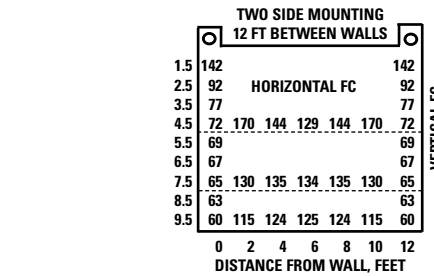 TWO SIDE MOUNTING
12 FT BETWEEN WALLS
1.5 142 142
2.5 92 HORIZONTAL FC 92
3.5 77 77
4.5 72 170 144 129 144 170 72
5.5 69 69
6.5 67 67
7.5 65 130 135 134 135 130 65
8.5 63 63
9.5 60 115 124 125 124 115 60
0 2 4 6 8 10 12
DISTANCE FROM WALL, FEET
VERTICAL FC